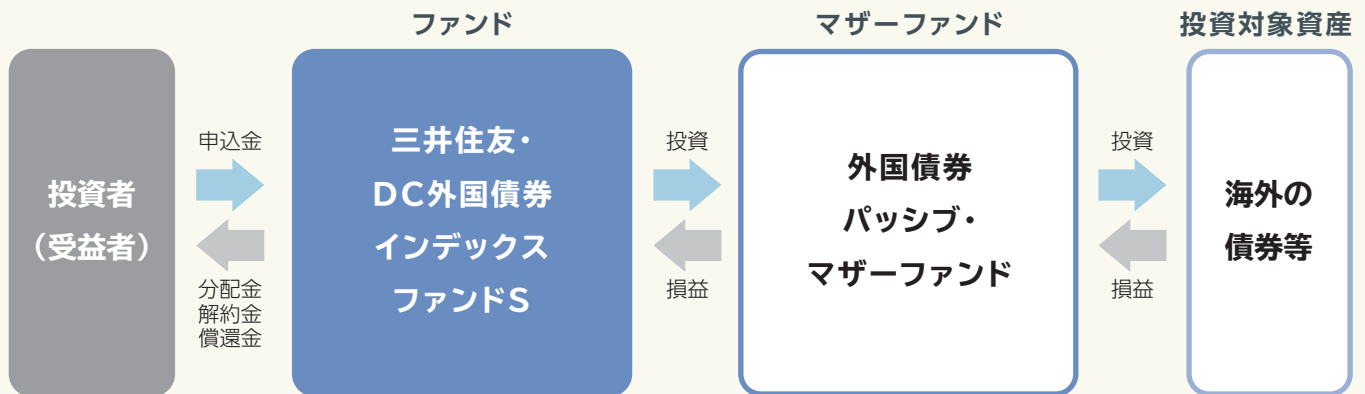 ファンド
マザーファンド
投資対象資産
投資者
（受益者）
申込金
分配金
解約金
償還金
三井住友・
DC外国債券
インデックス
ファンドS
投資
損益
外国債券
パッシブ・
マザーファンド
投資
損益
海外の
債券等